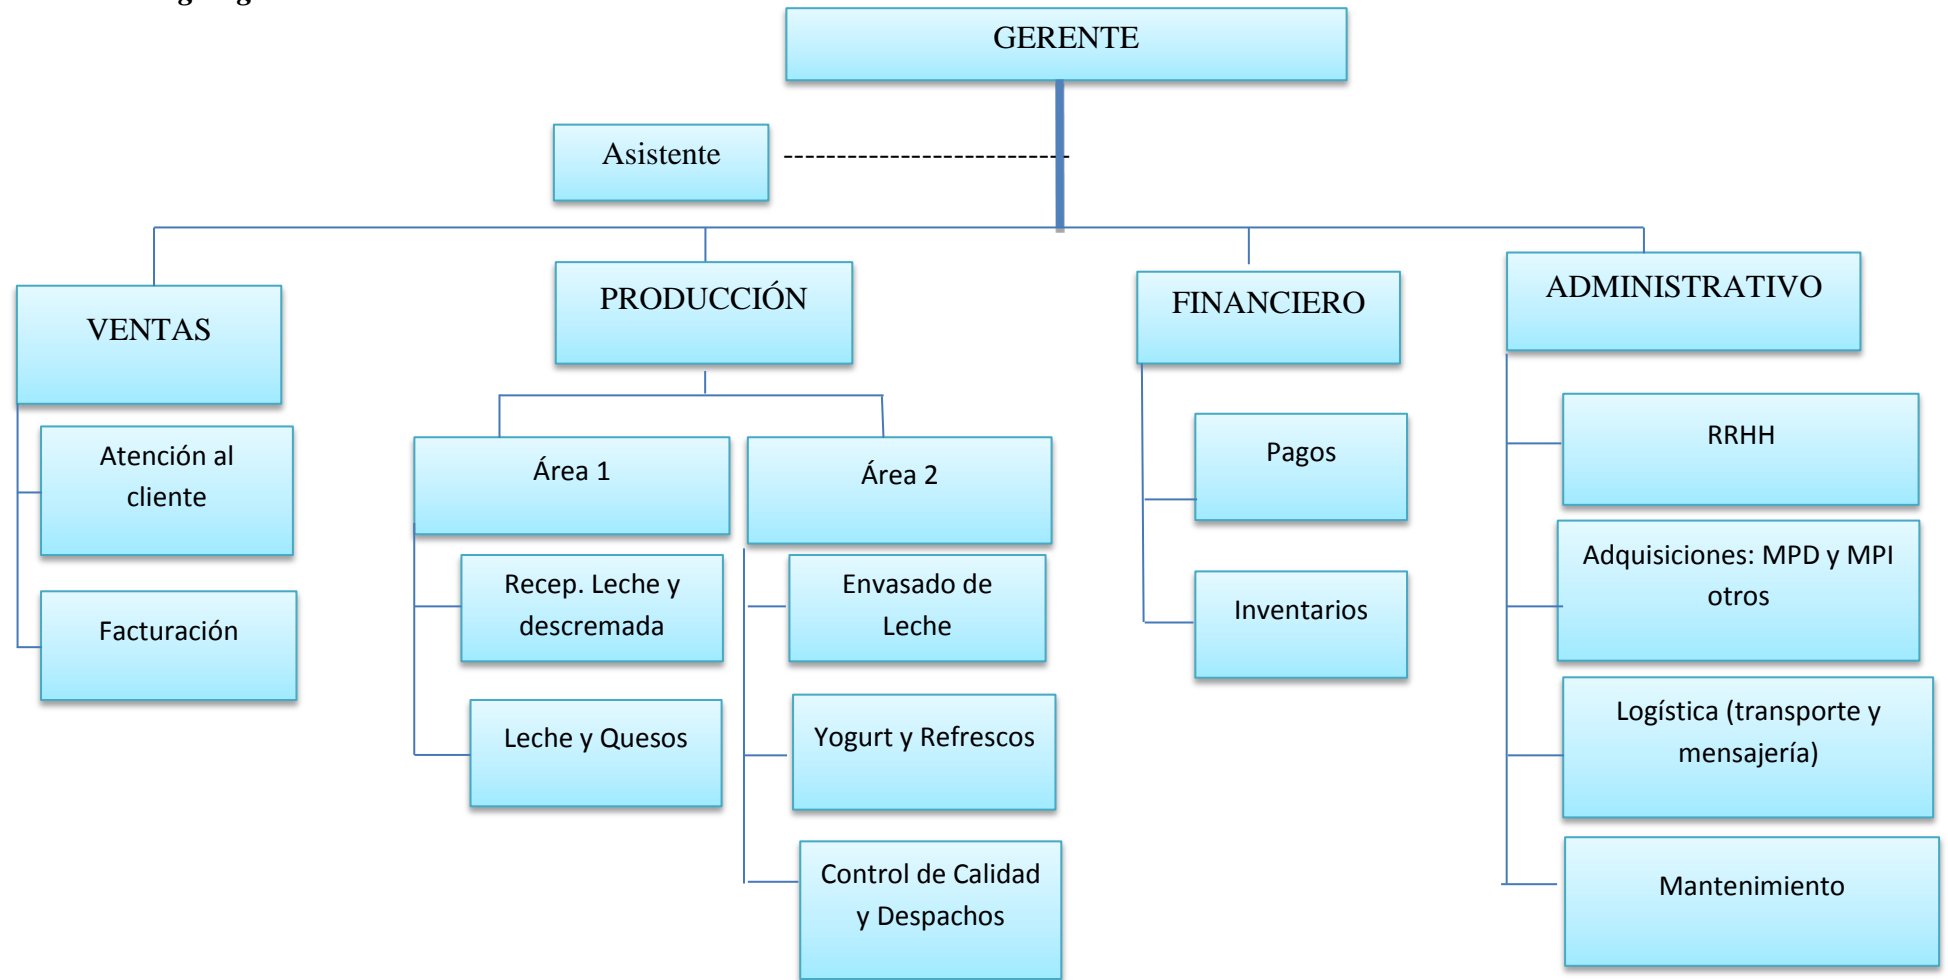 GERENTE
Asistente
VENTAS
PRODUCCIÓN
FINANCIERO
ADMINISTRATIVO
Atención al
cliente
Facturación
Área 1
Área 2
Recep. Leche y
descremada
Leche y Quesos
Envasado de
Leche
Yogurt y Refrescos
Control de Calidad
y Despachos
Pagos
Inventarios
RRHH
Adquisiciones: MPD y MPI
otros
Logística (transporte y
mensajería)
Mantenimiento